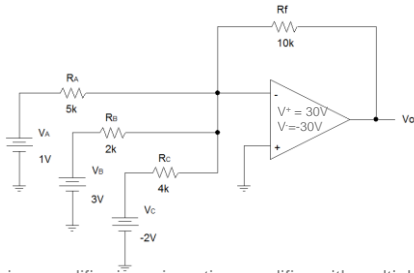 Rf
10k
RA
5k
-
V+ = 30V
V-=-30V
Vo
RB
2k
VA
+
1V
RC
4k
VB
3V
VC
-2V